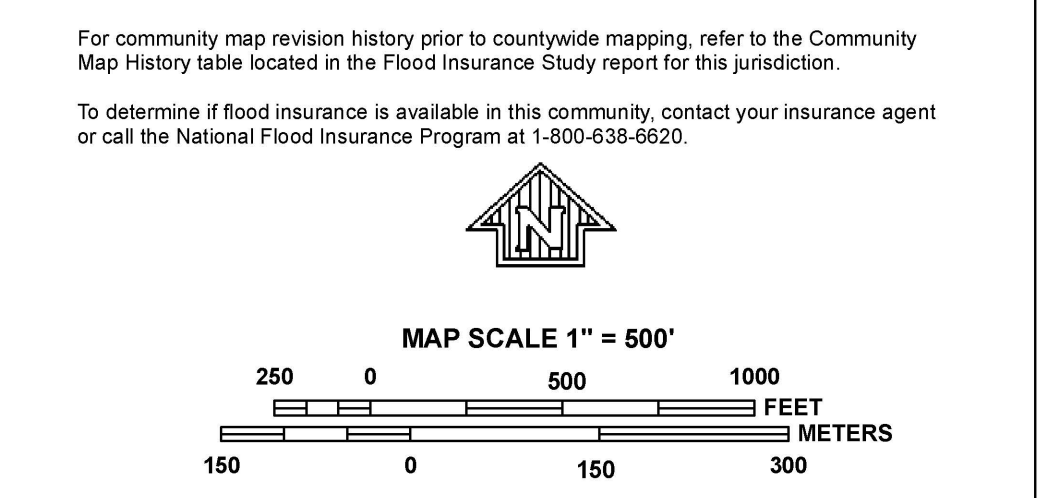 For community map revision history prior to countywide mapping, refer to the Community
Map History table located in the Flood Insurance Study report for this jurisdiction.
To determine if flood insurance is available in this community, contact your insurance agent
or call the National Flood Insurance Program at 1-800-638-6620.
N
MAP SCALE 1" = 500'
250 0 500 1000
FEET
METERS
150 0 150 300